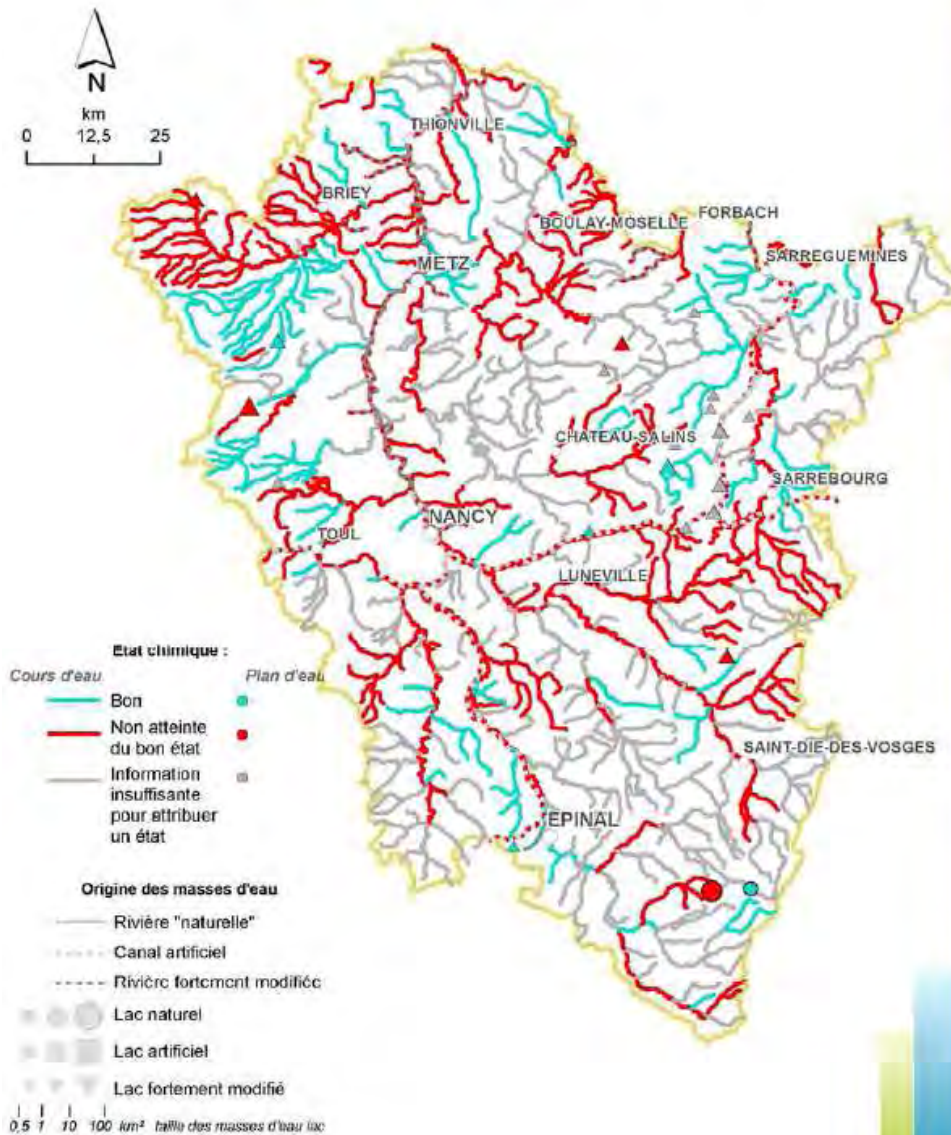 N
km
0 12,5 25
THIONVILLE
BRIEY
BOULAY-MOSELLE
FORBACH
SARREGUEMINES
METZ
CHATEAU-SALINS
SARREBOURG
NANCY
TOUL
LUNEVILLE
SAINT-DIE-DES-VOSGES
EPINAL
Etat chimique :
Cours d'eau
Plan d'eau
Bon
Non atteinte
du bon état
Information
insuffisante
pour attribuer
un état
Origine des masses d'eau
Rivière "naturelle"
Canal artificiel
Rivière fortement modifiée
Lac naturel
Lac artificiel
Lac fortement modifié
0,5 1 10 100 km² taille des masses d'eau lac